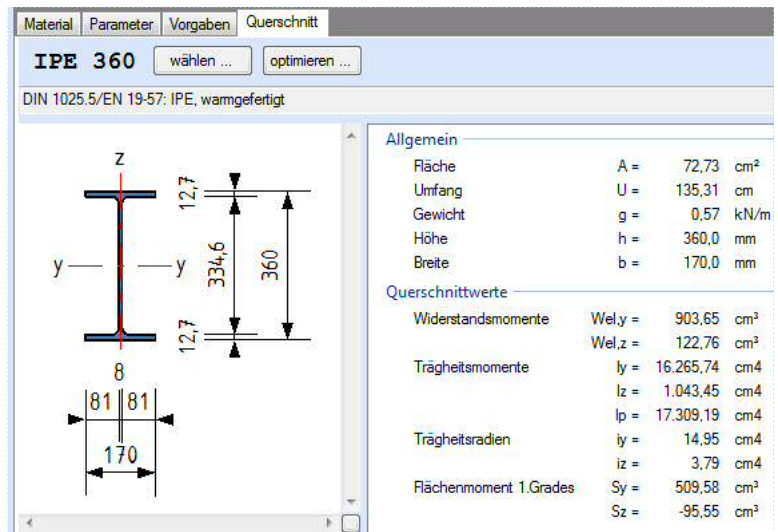 Material Parameter Vorgaben Querschnitt
IPE 360 wählen ... optimieren ...
DIN 1025.5/EN 19-57: IPE, warmgefertigt
z
12,7
y y
334,6
360
12,7
8
81 81
170
Allgemein
Fläche A = 72,73 cm²
Umfang U = 135,31 cm
Gewicht g = 0,57 kN/m
Höhe h = 360,0 mm
Breite b = 170,0 mm
Querschnittwerte
Widerstandsmomente Wel,y = 903,65 cm³
Wel,z = 122,76 cm³
Trägheitsmomente Iy = 16.265,74 cm4
Iz = 1.043,45 cm4
Ip = 17.309,19 cm4
Trägheitsradien iy = 14,95 cm4
iz = 3,79 cm4
Flächenmoment 1.Grades Sy = 509,58 cm³
Sz = -95,55 cm³